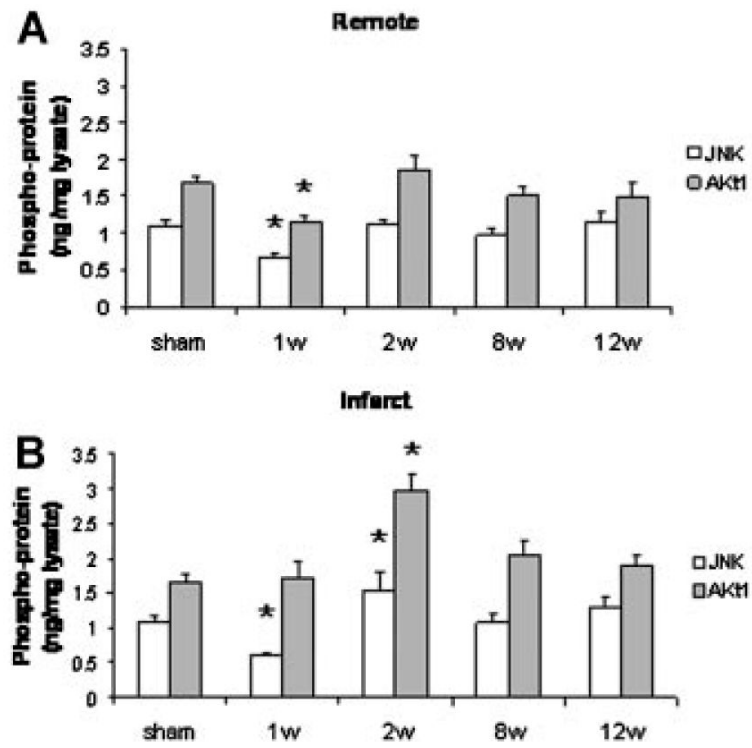 A
Remote
Phospho-protein
(ng/mg lysate)
3.5
3
2.5
2
1.5
1
0.5
0
*
*
JNK
AKt1
sham 1w 2w 8w 12w
Infarct
B
Phospho-protein
(ng/mg lysate)
3.5
3
2.5
2
1.5
1
0.5
0
*
*
*
JNK
AKt1
sham 1w 2w 8w 12w